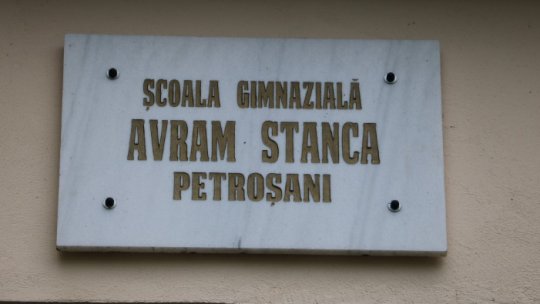 ȘCOALA GIMNAZIALĂ
AVRAM STANCA
PETROȘANI